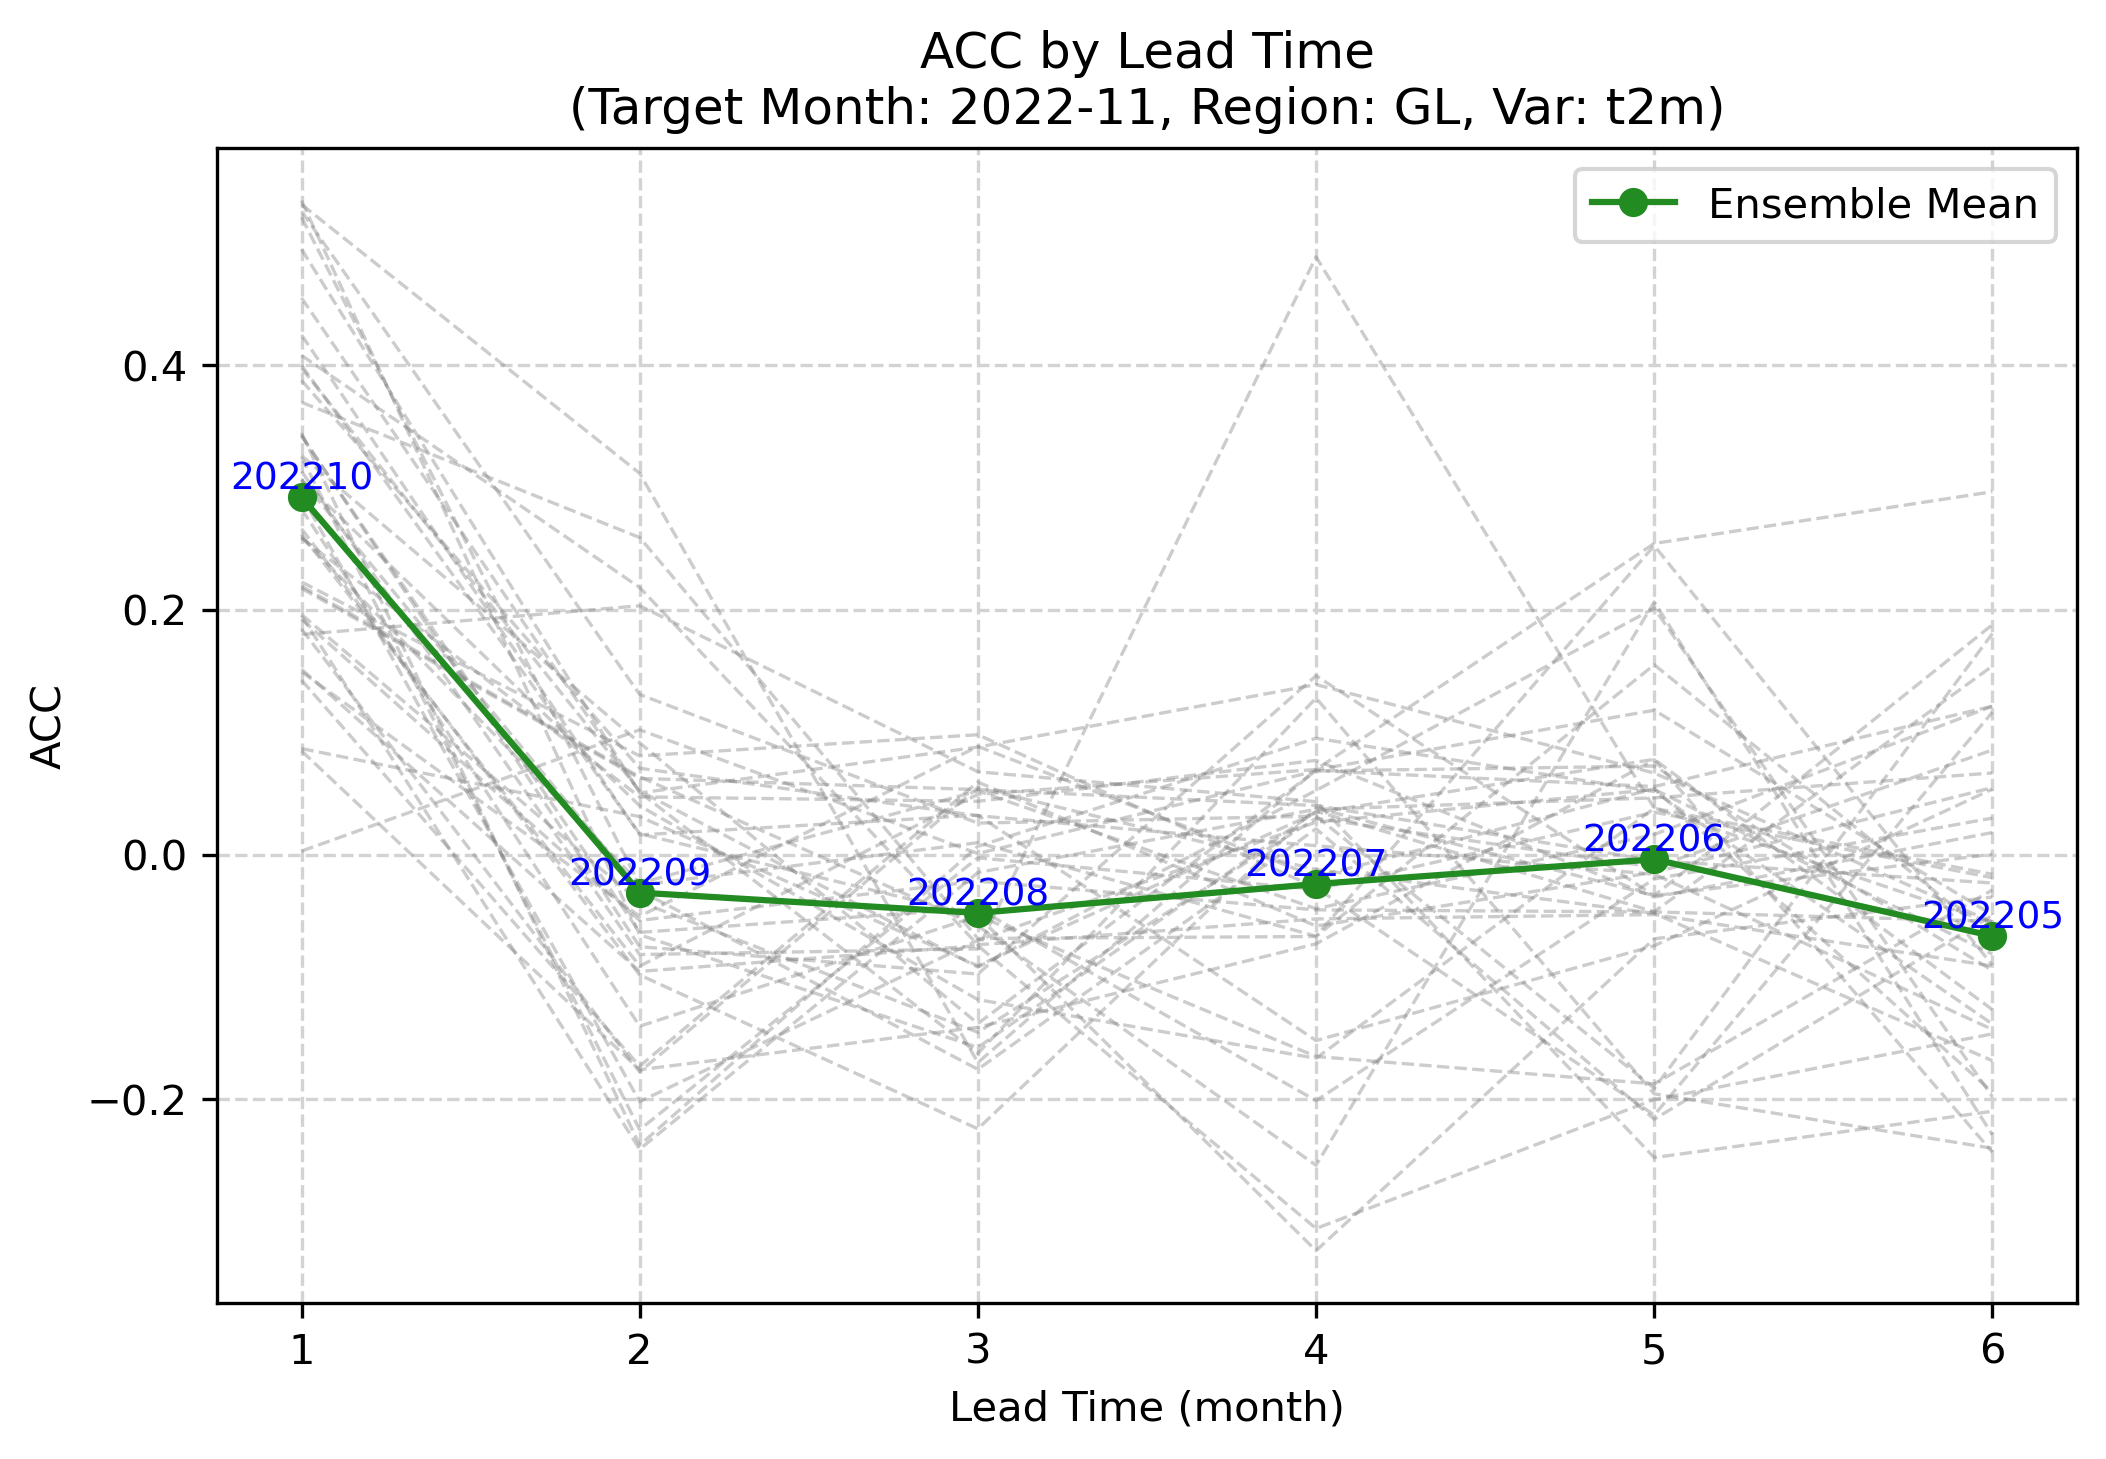 ACC by Lead Time
(Target Month: 2022-11, Region: GL, Var: t2m)
Ensemble Mean
ACC
0.4
0.2
0.0
−0.2
202210
202209
202208
202207
202206
202205
1 2 3 4 5 6
Lead Time (month)